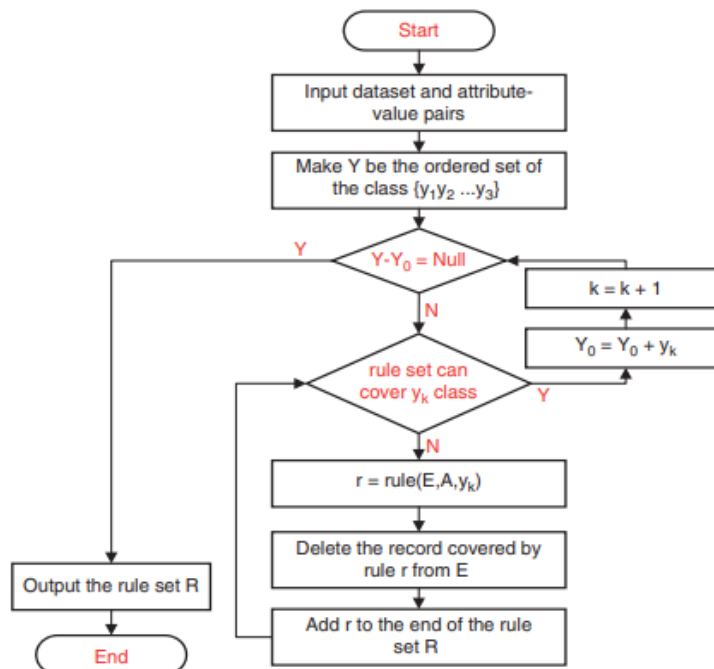 Start
Input dataset and attribute-
value pairs
Make Y be the ordered set of
the class {y₁y₂ ...y₃}
Y
Y-Y₀ = Null
k = k + 1
N
Y₀ = Y₀ + yₖ
rule set can
cover yₖ class
Y
N
r = rule(E,A,yₖ)
Delete the record covered by
rule r from E
Output the rule set R
Add r to the end of the rule
set R
End